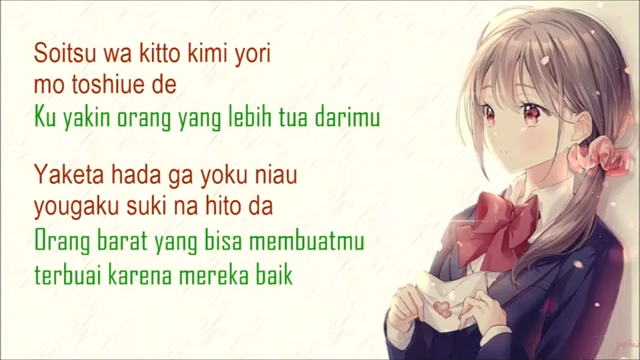 Soitsu wa kitto kimi yori
mo toshiue de
Ku yakin orang yang lebih tua darimu
Yaketa hada ga yoku niau
yougaku suki na hito da
Orang barat yang bisa membuatmu
terbuai karena mereka baik